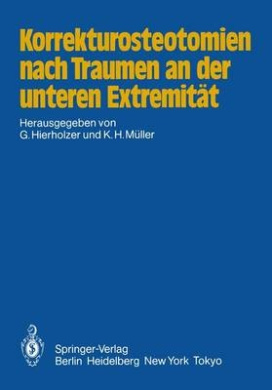 Korrekturosteotomien
nach Traumen an der
unteren Extremität
Herausgegeben von
G. Hierholzer und K. H. Müller
Springer-Verlag
Berlin Heidelberg New York Tokyo